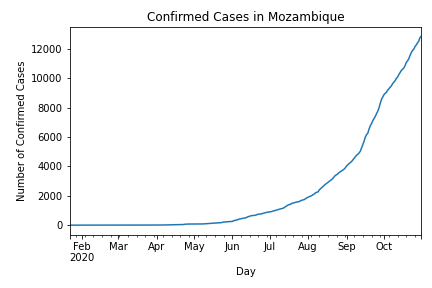 Confirmed Cases in Mozambique
Number of Confirmed Cases
12000
10000
8000
6000
4000
2000
0
Feb Mar Apr May Jun Jul Aug Sep Oct
2020
Day